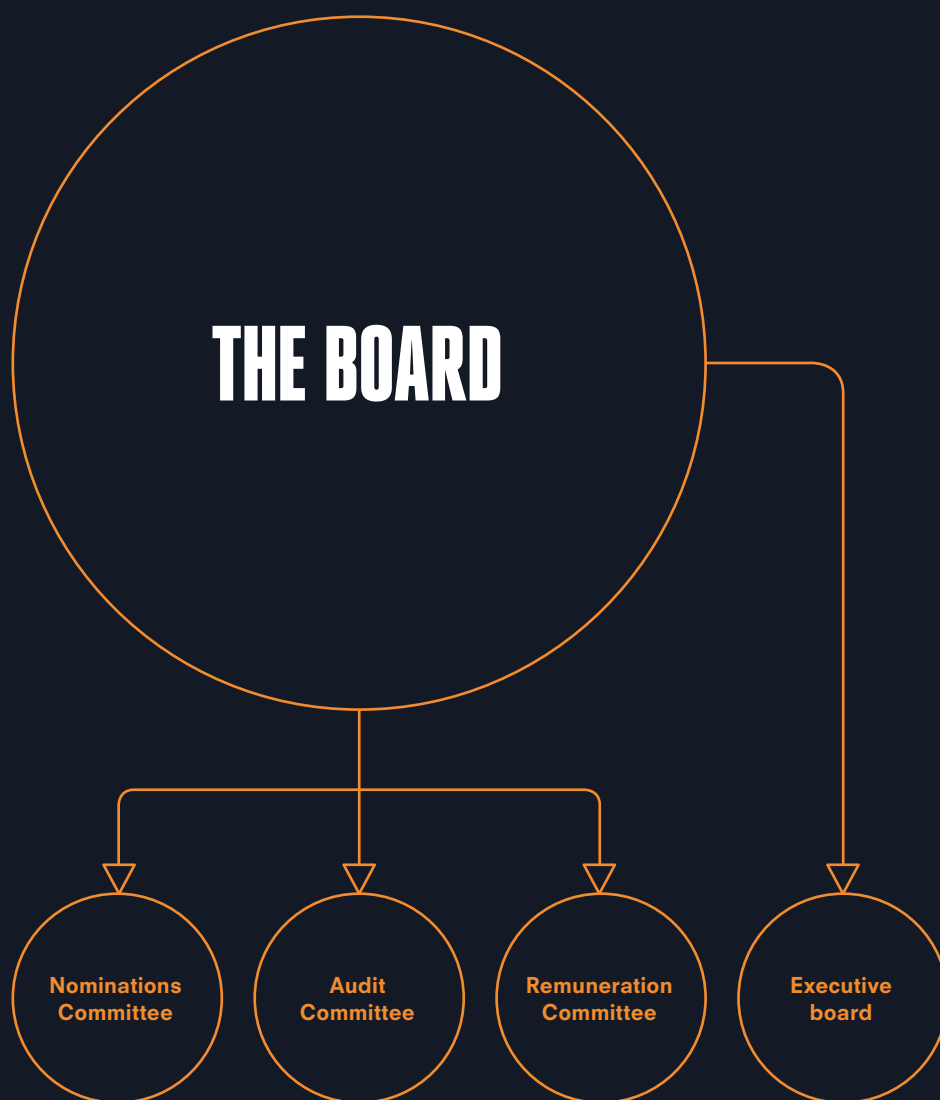 THE BOARD
Nominations
Committee
Audit
Committee
Remuneration
Committee
Executive
board